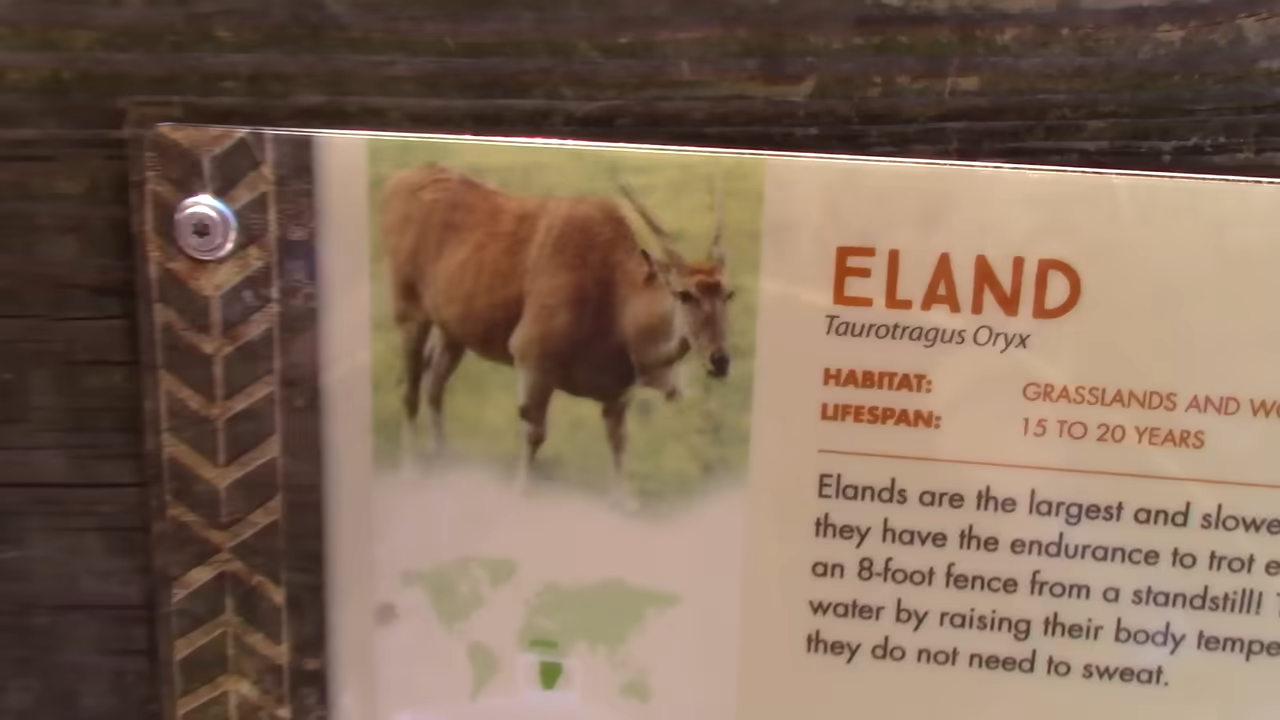 ELAND
Taurotragus Oryx
HABITAT: GRASSLANDS AND
LIFESPAN: 15 TO 20 YEARS
Elands are the largest and
they have the endurance to trot
an 8-foot fence from a standstill!
water by raising their body
they do not need to sweat.